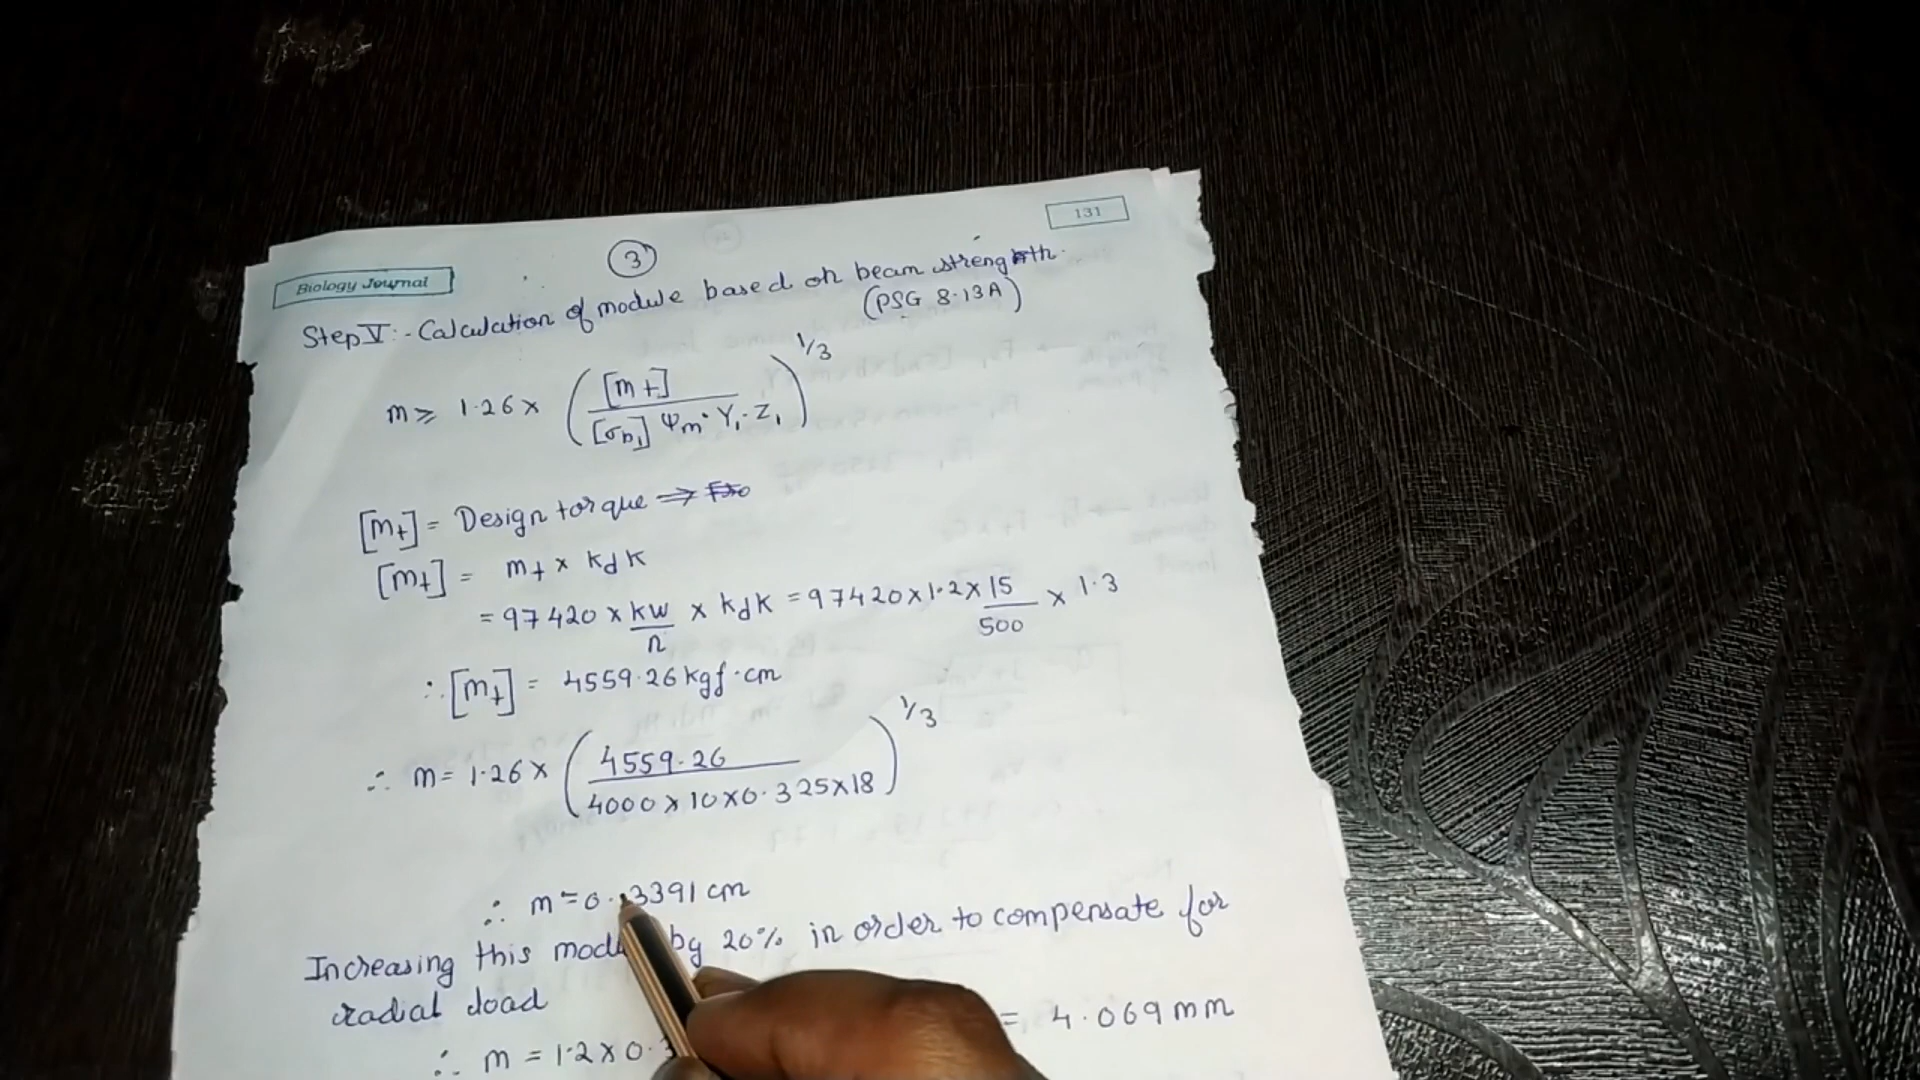 131
3
Biology Journal
Step V:- Calculation of module based on beam strength.
(PSG 8.13A)
m ⩾ 1.26 × ( [mt] / [σb1] ψm · Y1 · Z1 )^1/3
[mt] = Design torque ⇒
[mt] = mt × kdk
= 97420 × kw/n × kdk = 97420 × 1.2 × 15/500 × 1.3
∴ [mt] = 4559.26 kgf.cm
∴ m = 1.26 × ( 4559.26 / 4000 × 10 × 0.325 × 18 )^1/3
∴ m = 0.3391 cm
Increasing this by 20% in order to compensate for
radial load
∴ m = 1.2 × 0. = 4.069 mm